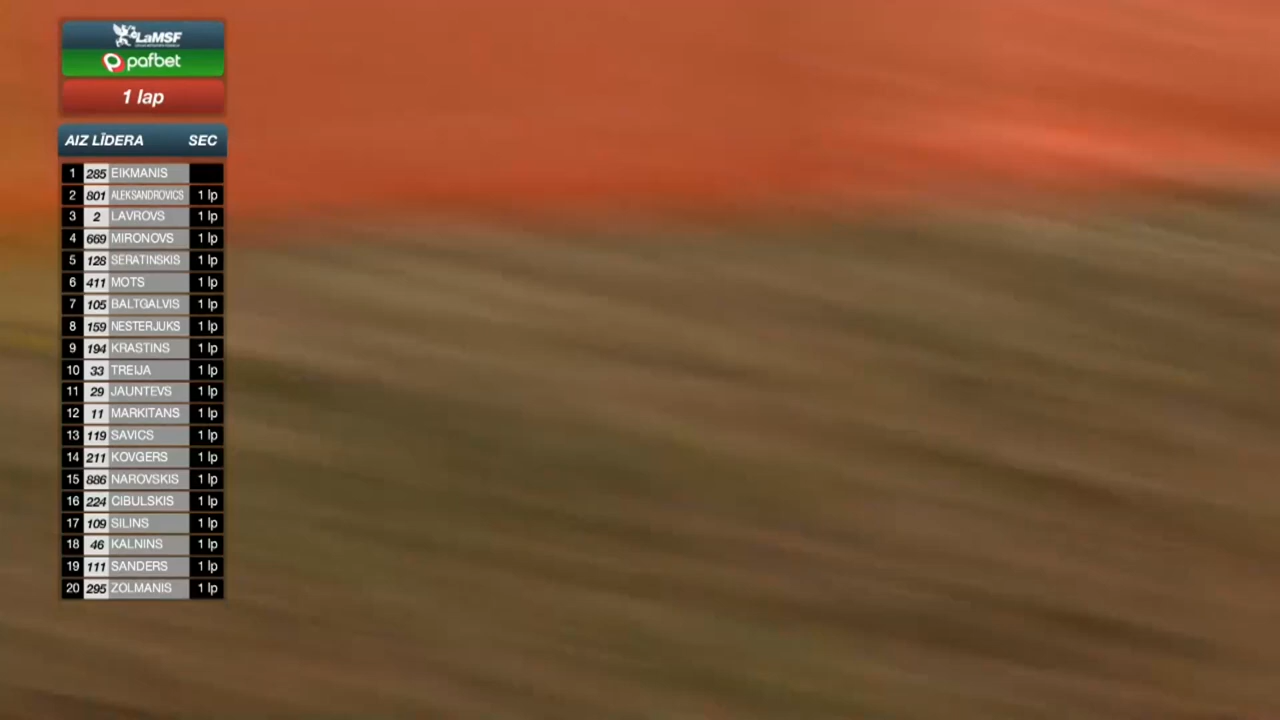 LaMSF
pafbet
1 lap
AIZ LĪDERA SEC
1 285 EIKMANIS
2 801 ALEKSANDROVICS 1 lp
3 2 LAVROVS 1 lp
4 669 MIRONOVS 1 lp
5 128 SERATINSKIS 1 lp
6 411 MOTS 1 lp
7 105 BALTGALVIS 1 lp
8 159 NESTERJUKS 1 lp
9 194 KRASTINS 1 lp
10 33 TREIJA 1 lp
11 29 JAUNTEVS 1 lp
12 11 MARKITANS 1 lp
13 119 SAVICS 1 lp
14 211 KOVGERS 1 lp
15 886 NAROVSKIS 1 lp
16 224 CIBULSKIS 1 lp
17 109 SILINS 1 lp
18 46 KALNINS 1 lp
19 111 SANDERS 1 lp
20 295 ZOLMANIS 1 lp